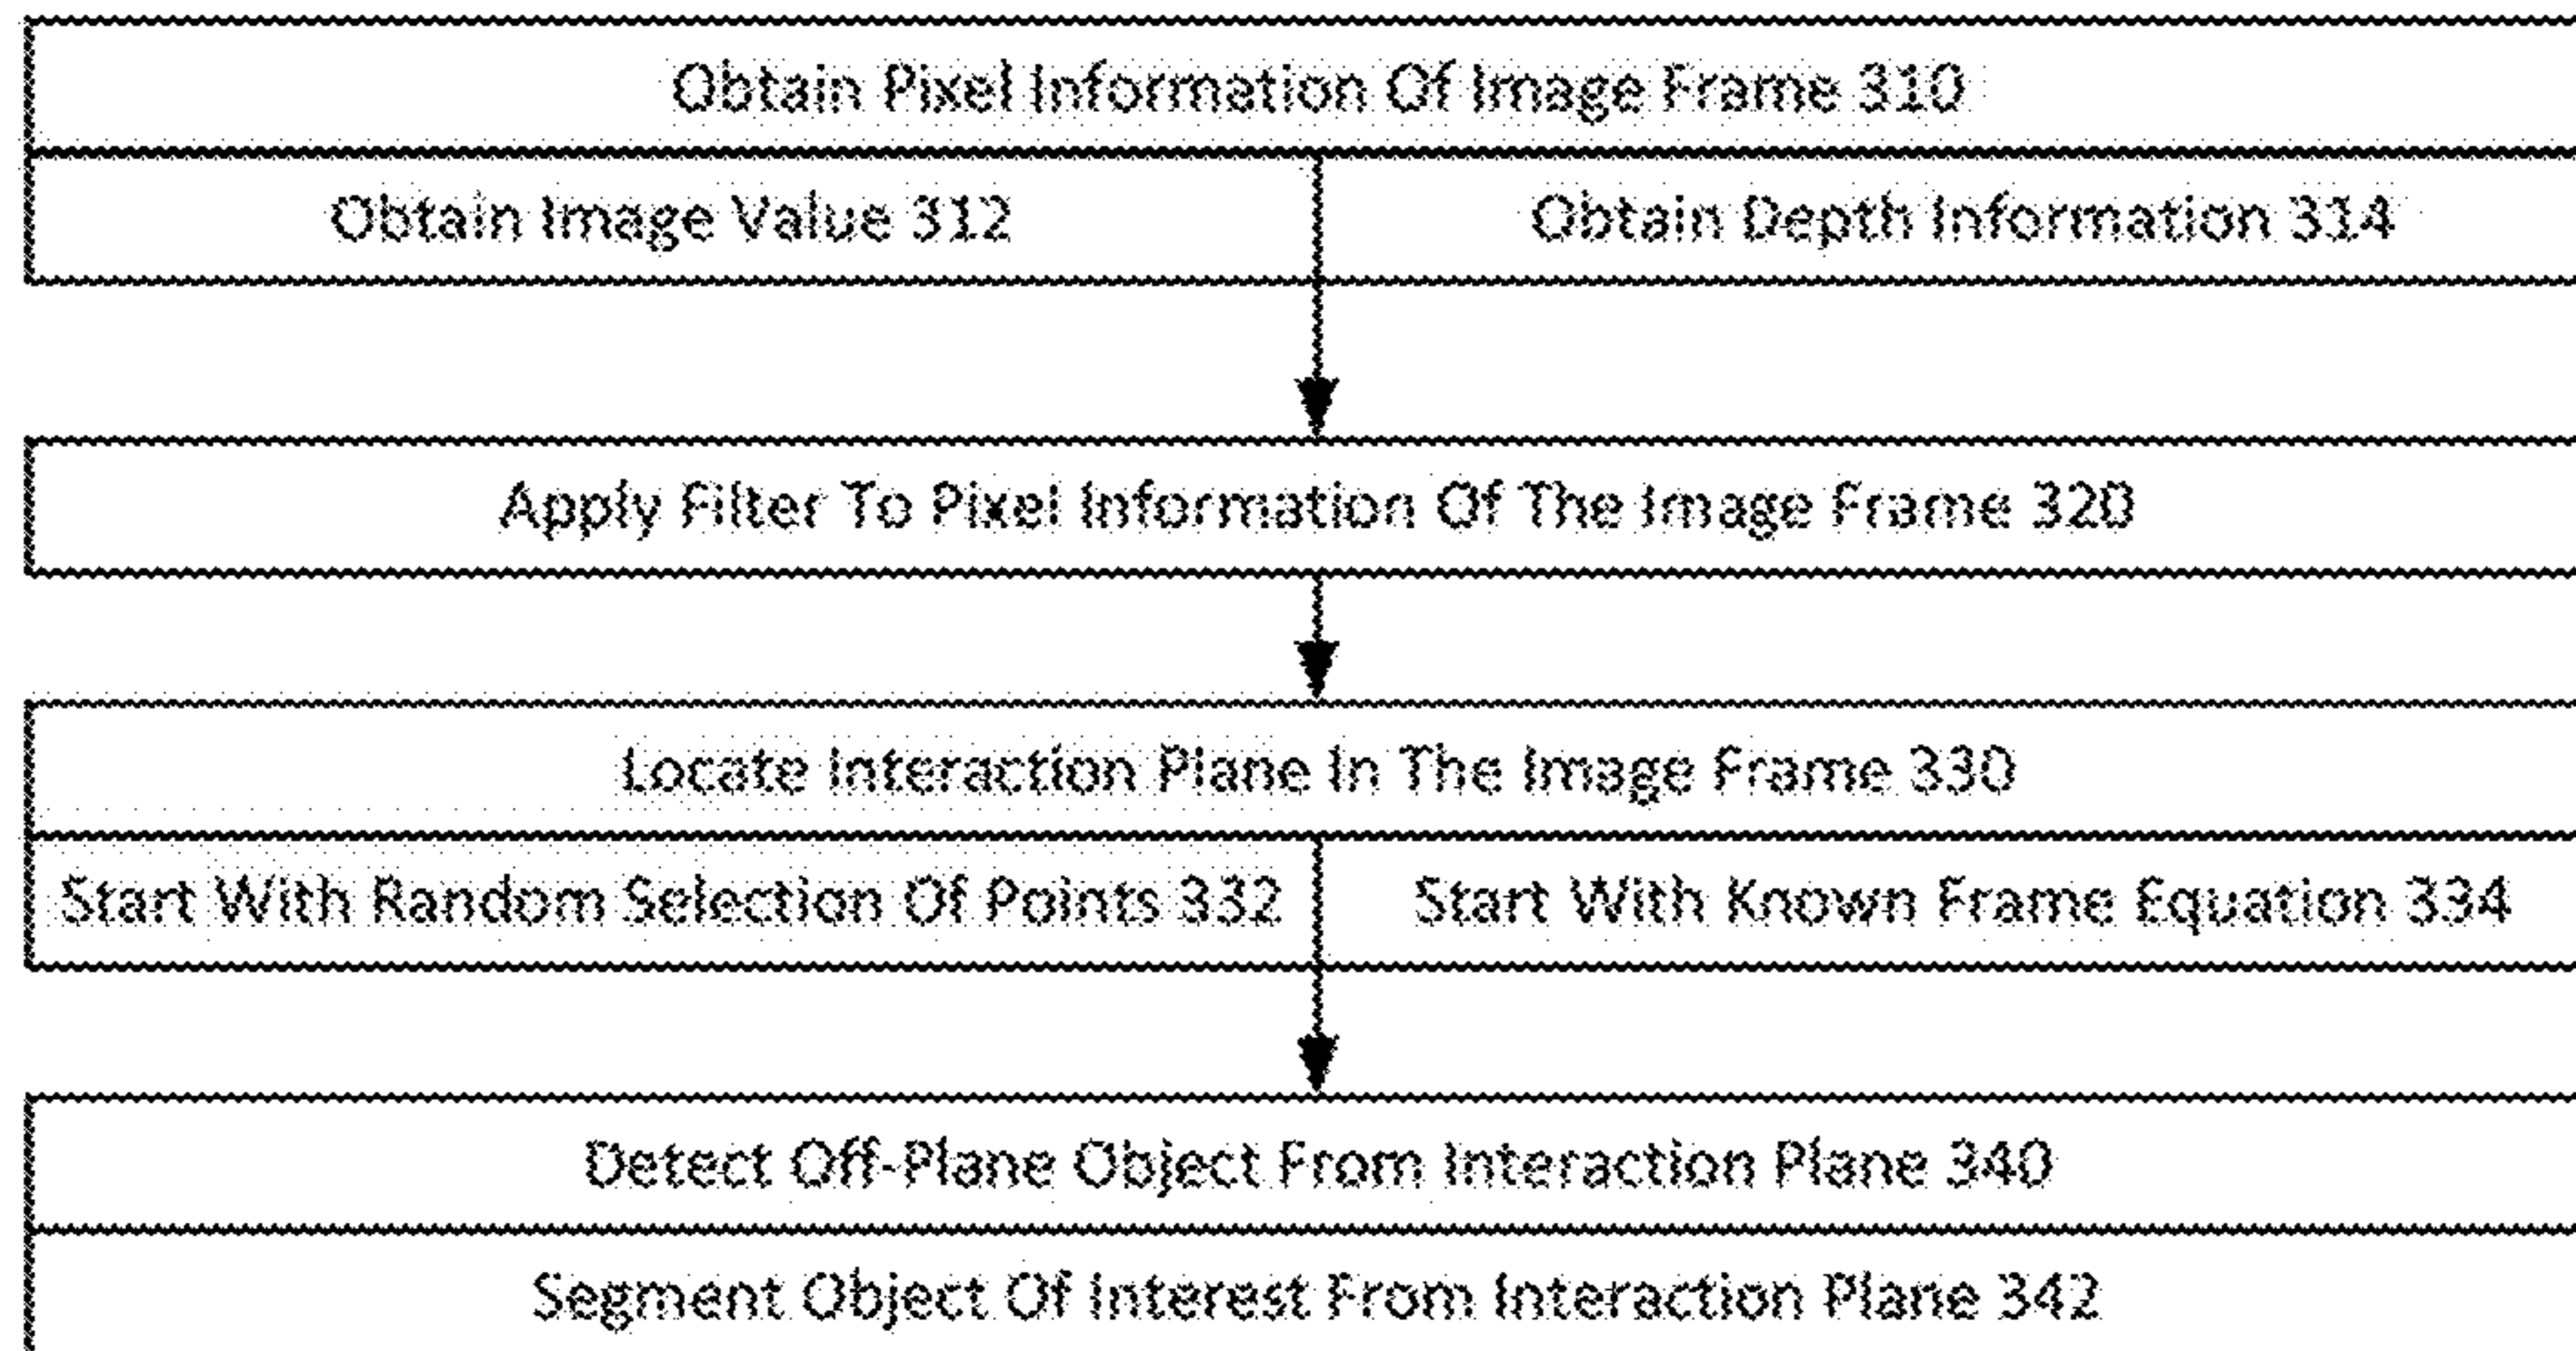 Obtain Pixel Information Of Image Frame 310
Obtain Image Value 312
Obtain Depth Information 314
Apply Filter To Pixel Information Of The Image Frame 320
Locate Interaction Plane In The Image Frame 330
Start With Random Selection Of Points 332
Start With Known Frame Equation 334
Detect Off-Plane Object From Interaction Plane 340
Segment Object Of Interest From Interaction Plane 342